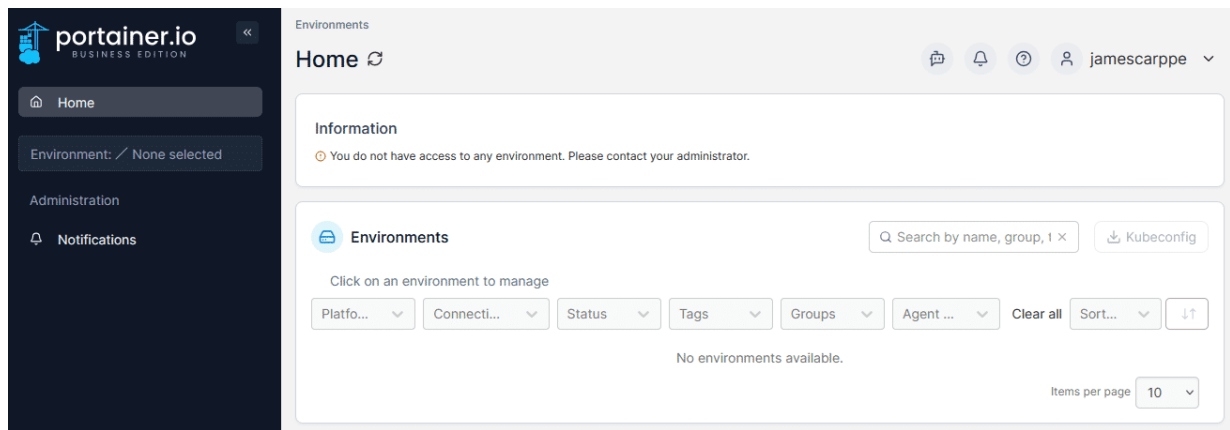 portainer.io
BUSINESS EDITION
Home
Environment: None selected
Administration
Notifications
Environments
Home
jamescarppe
Information
You do not have access to any environment. Please contact your administrator.
Environments
Search by name, group, t
Kubeconfig
Click on an environment to manage
Platfo... Connecti... Status Tags Groups Agent ... Clear all Sort...
No environments available.
Items per page 10